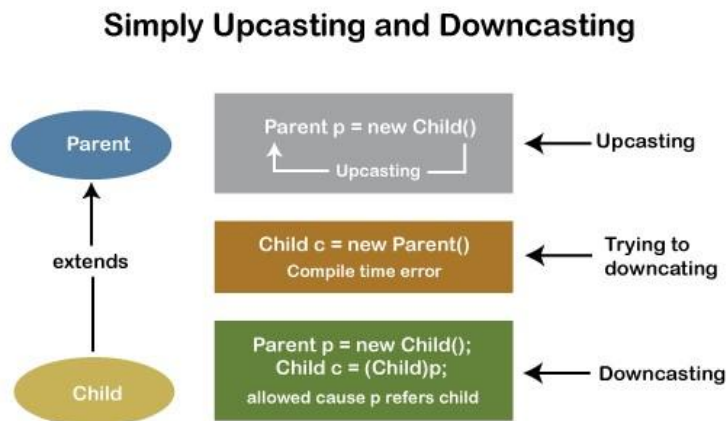 Simply Upcasting and Downcasting
Parent
extends
Child
Parent p = new Child()
Upcasting
Upcasting
Child c = new Parent()
Compile time error
Trying to
downcating
Parent p = new Child();
Child c = (Child)p;
allowed cause p refers child
Downcasting